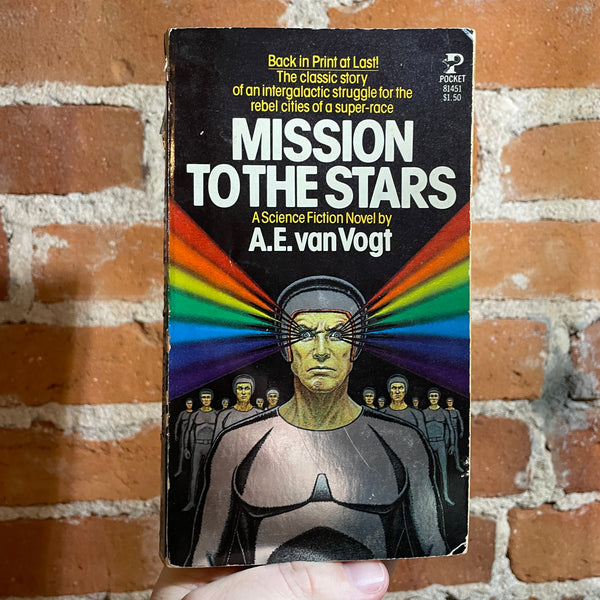 Back in Print at Last!
The classic story
of an intergalactic struggle for the
rebel cities of a super-race
P
POCKET
81451
$1.50
MISSION
TO THE STARS
A Science Fiction Novel by
A.E. van Vogt